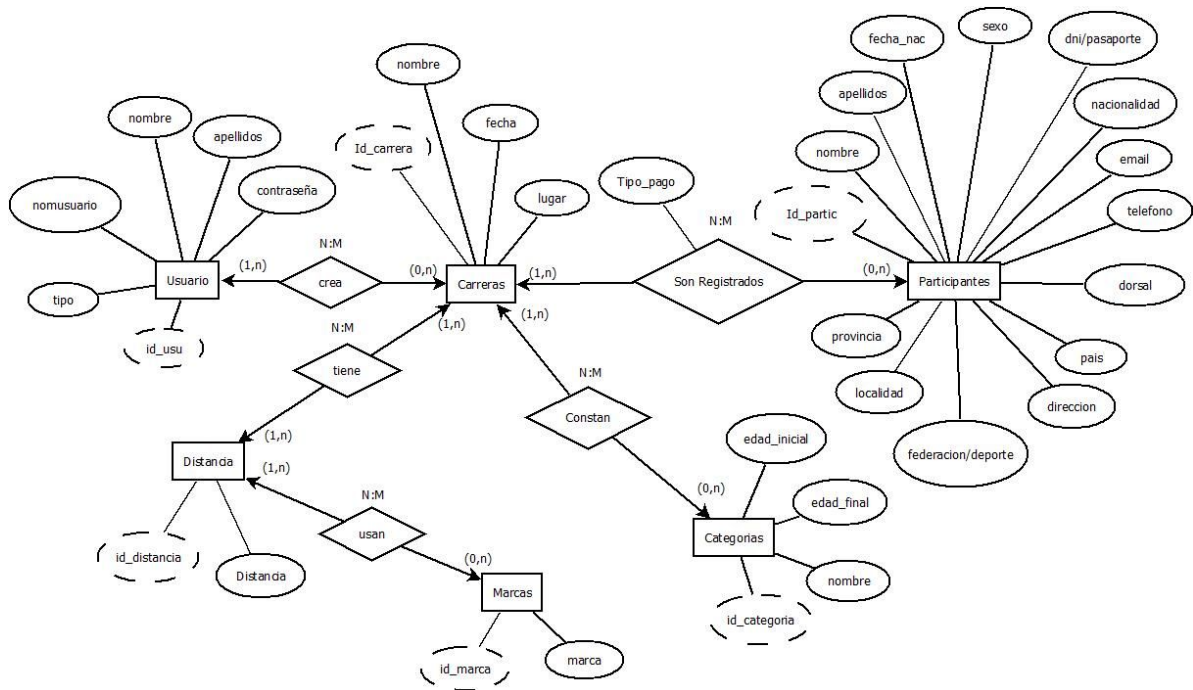 sexo
fecha_nac
dni/pasaporte
nombre
apellidos
nacionalidad
nombre
fecha
apellidos
Id_carrera
nombre
email
contraseña
Tipo_pago
lugar
Id_partic
telefono
nomusuario
N:M
N:M
Usuario
(1,n)
crea
(0,n)
Carreras
(1,n)
Son Registrados
(0,n)
Participantes
dorsal
tipo
id_usu
N:M
(1,n)
(1,n)
provincia
pais
tiene
N:M
localidad
direccion
Constan
(1,n)
edad_inicial
federacion/deporte
Distancia
(1,n)
N:M
(0,n)
edad_final
usan
Categorias
id_distancia
Distancia
(0,n)
nombre
Marcas
id_categoria
id_marca
marca